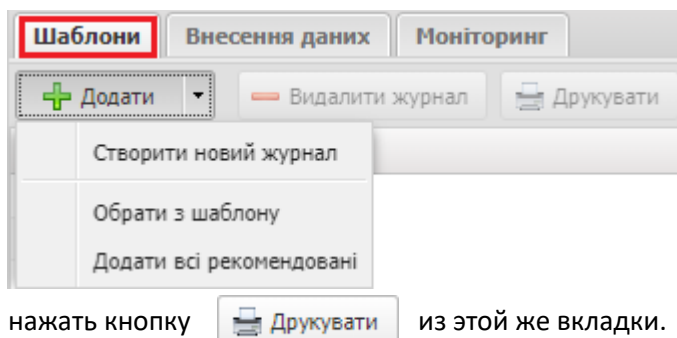 Шаблони Внесення даних Моніторинг
Додати Видалити журнал Друкувати
Створити новий журнал
Обрати з шаблону
Додати всі рекомендовані
нажать кнопку Друкувати из этой же вкладки.